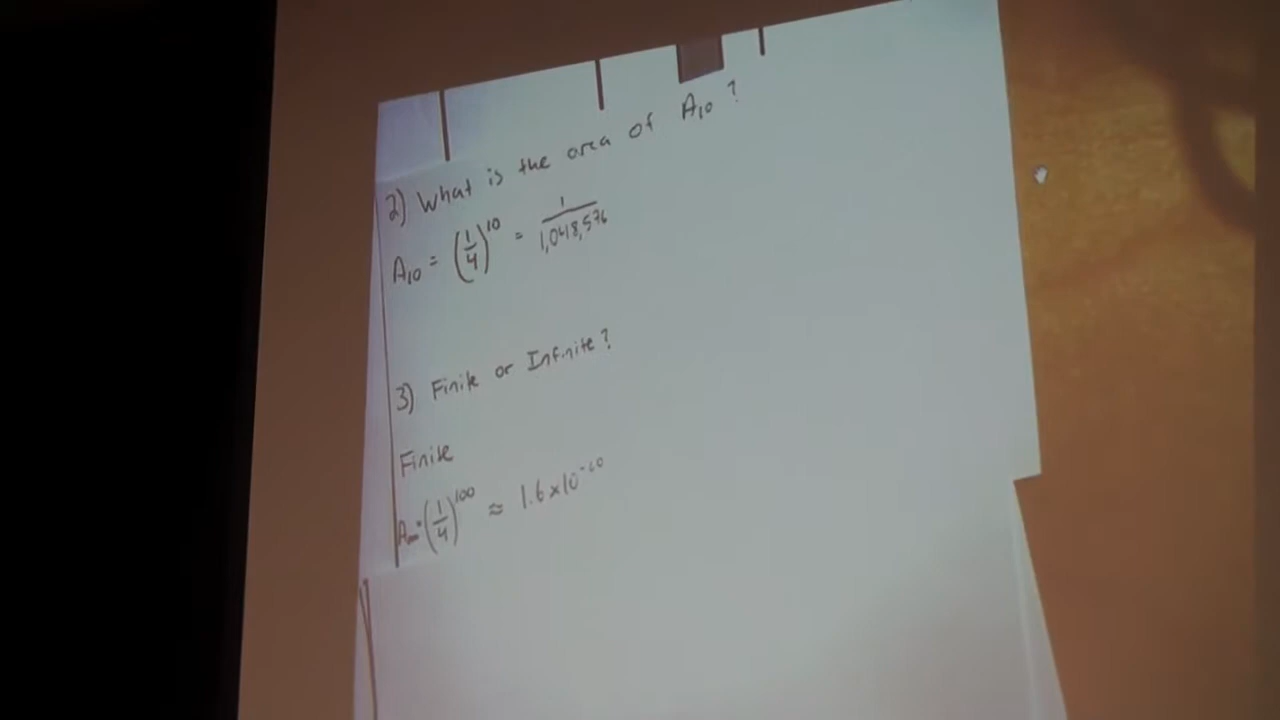 2) What is the area of A₁₀ ?
A₁₀ = (1/4)¹⁰ = 1/1,048,576
3) Finite or Infinite ?
Finite
= (1/4)¹⁰⁰ ≈ 1.6×10⁻⁶⁰